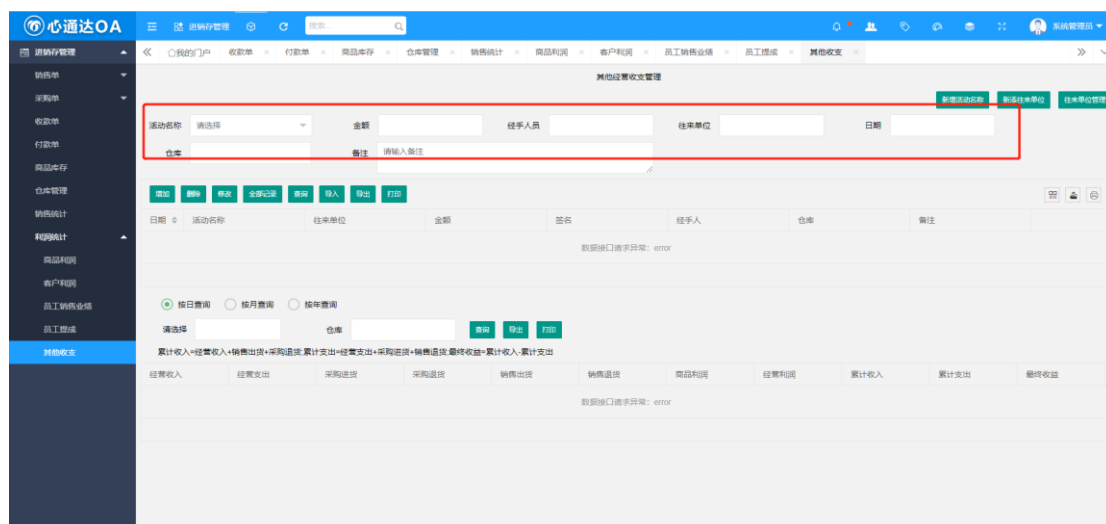 心通达OA 进销存管理 搜索... 系统管理员
进销存管理 我的门户 收款单 付款单 商品库存 仓库管理 销售统计 商品利润 客户利润 员工销售业绩 员工提成 其他收支
销售单
其他经营收支管理
采购单
新增活动名称 新添往来单位 往来单位管理
收款单
活动名称 请选择 金额 经手人员 往来单位 日期
付款单
仓库 备注 请输入备注
商品库存
仓库管理
增加 删除 修改 全部记录 查询 导入 导出 打印
销售统计
日期 活动名称 往来单位 金额 签名 经手人 仓库 备注
利润统计
数据接口请求异常：error
商品利润
客户利润
员工销售业绩
按日查询 按月查询 按年查询
员工提成
请选择 仓库 查询 导出 打印
其他收支
累计收入=经营收入+销售出货+采购退货;累计支出=经营支出+采购进货+销售退货;最终收益=累计收入-累计支出
经营收入 经营支出 采购进货 采购退货 销售出货 销售退货 商品利润 经营利润 累计收入 累计支出 最终收益
数据接口请求异常：error